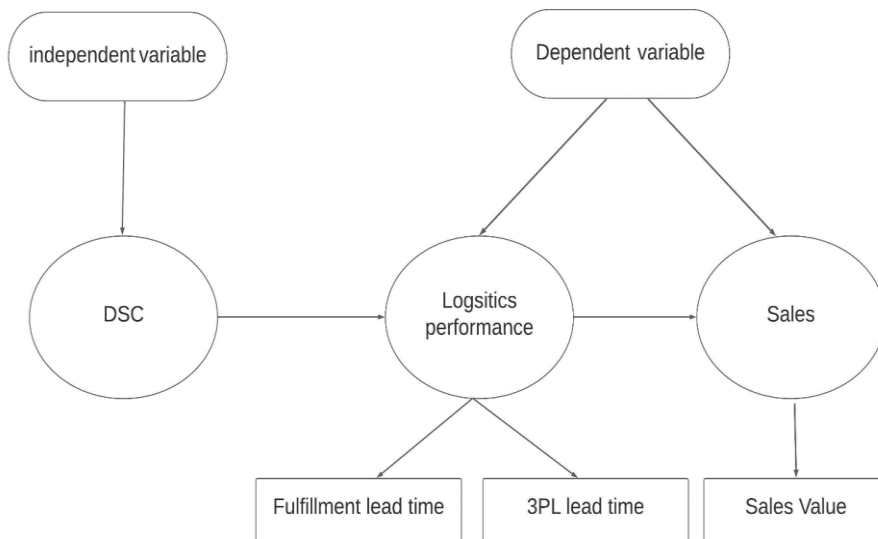 independent variable
Dependent variable
DSC
Logsitics
performance
Sales
Fulfillment lead time
3PL lead time
Sales Value